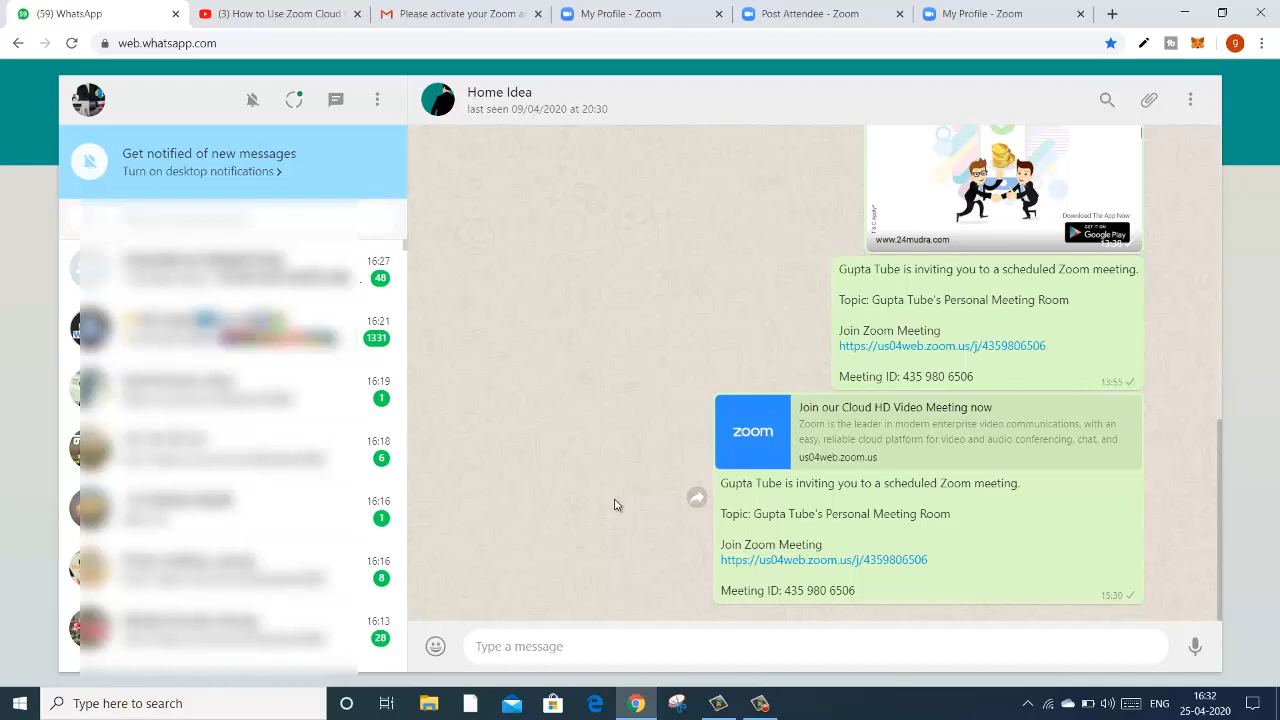 (59) WhatsApp
(3) How to Use Zoom Cloud
Please activate your Zoom a
My Profile - Zoom
Post Attendee - Zoom
My Profile - Zoom
web.whatsapp.com
g
Home Idea
last seen 09/04/2020 at 20:30
Get notified of new messages
Turn on desktop notifications >
16:27
48
16:21
1331
16:19
1
16:18
6
16:16
1
16:16
8
16:13
28
T & C Apply*
www.24mudra.com
Download The App Now
GET IT ON
Google Play
13:38
Gupta Tube is inviting you to a scheduled Zoom meeting.
Topic: Gupta Tube's Personal Meeting Room
Join Zoom Meeting
https://us04web.zoom.us/j/4359806506
Meeting ID: 435 980 6506
13:55
zoom
Join our Cloud HD Video Meeting now
Zoom is the leader in modern enterprise video communications, with an
easy, reliable cloud platform for video and audio conferencing, chat, and
us04web.zoom.us
Gupta Tube is inviting you to a scheduled Zoom meeting.
Topic: Gupta Tube's Personal Meeting Room
Join Zoom Meeting
https://us04web.zoom.us/j/4359806506
Meeting ID: 435 980 6506
15:30
Type a message
Type here to search
ENG
16:32
25-04-2020